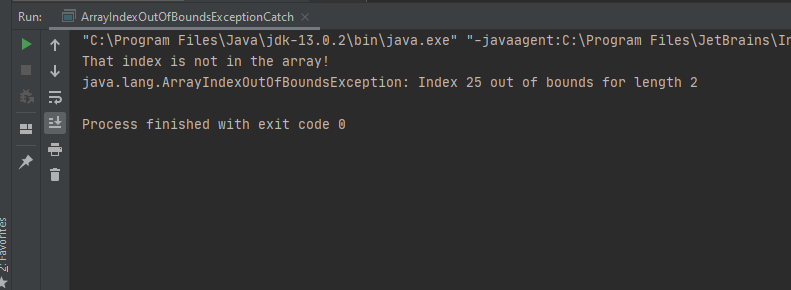 Run: ArrayIndexOutOfBoundsExceptionCatch ×
"C:\Program Files\Java\jdk-13.0.2\bin\java.exe" "-javaagent:C:\Program Files\JetBrains\In
That index is not in the array!
java.lang.ArrayIndexOutOfBoundsException: Index 25 out of bounds for length 2
Process finished with exit code 0
2: Favorites